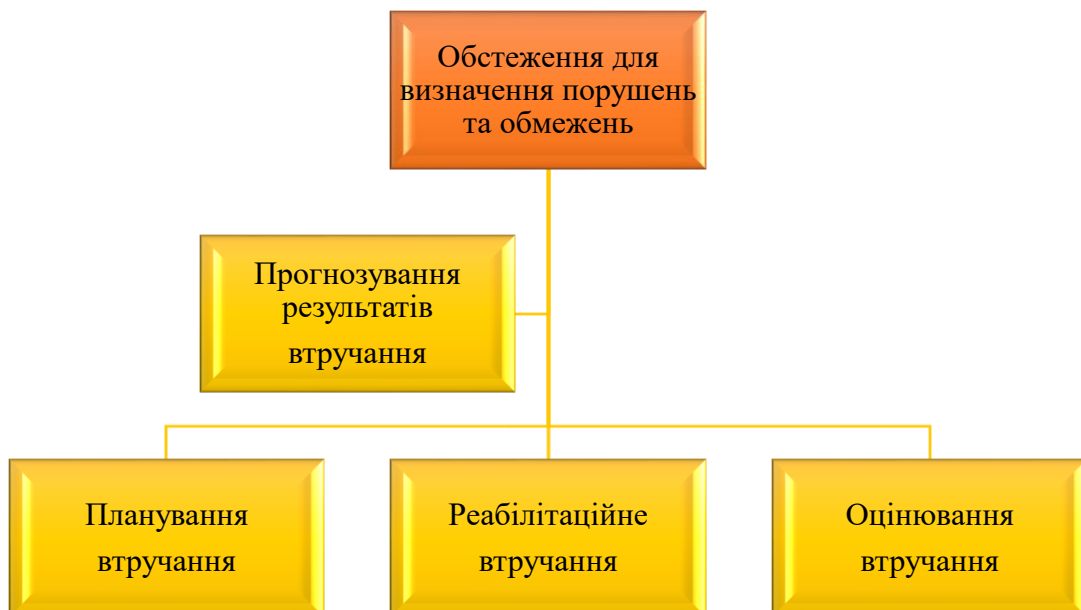 Обстеження для
визначення порушень
та обмежень
Прогнозування
результатів
втручання
Планування
втручання
Реабілітаційне
втручання
Оцінювання
втручання